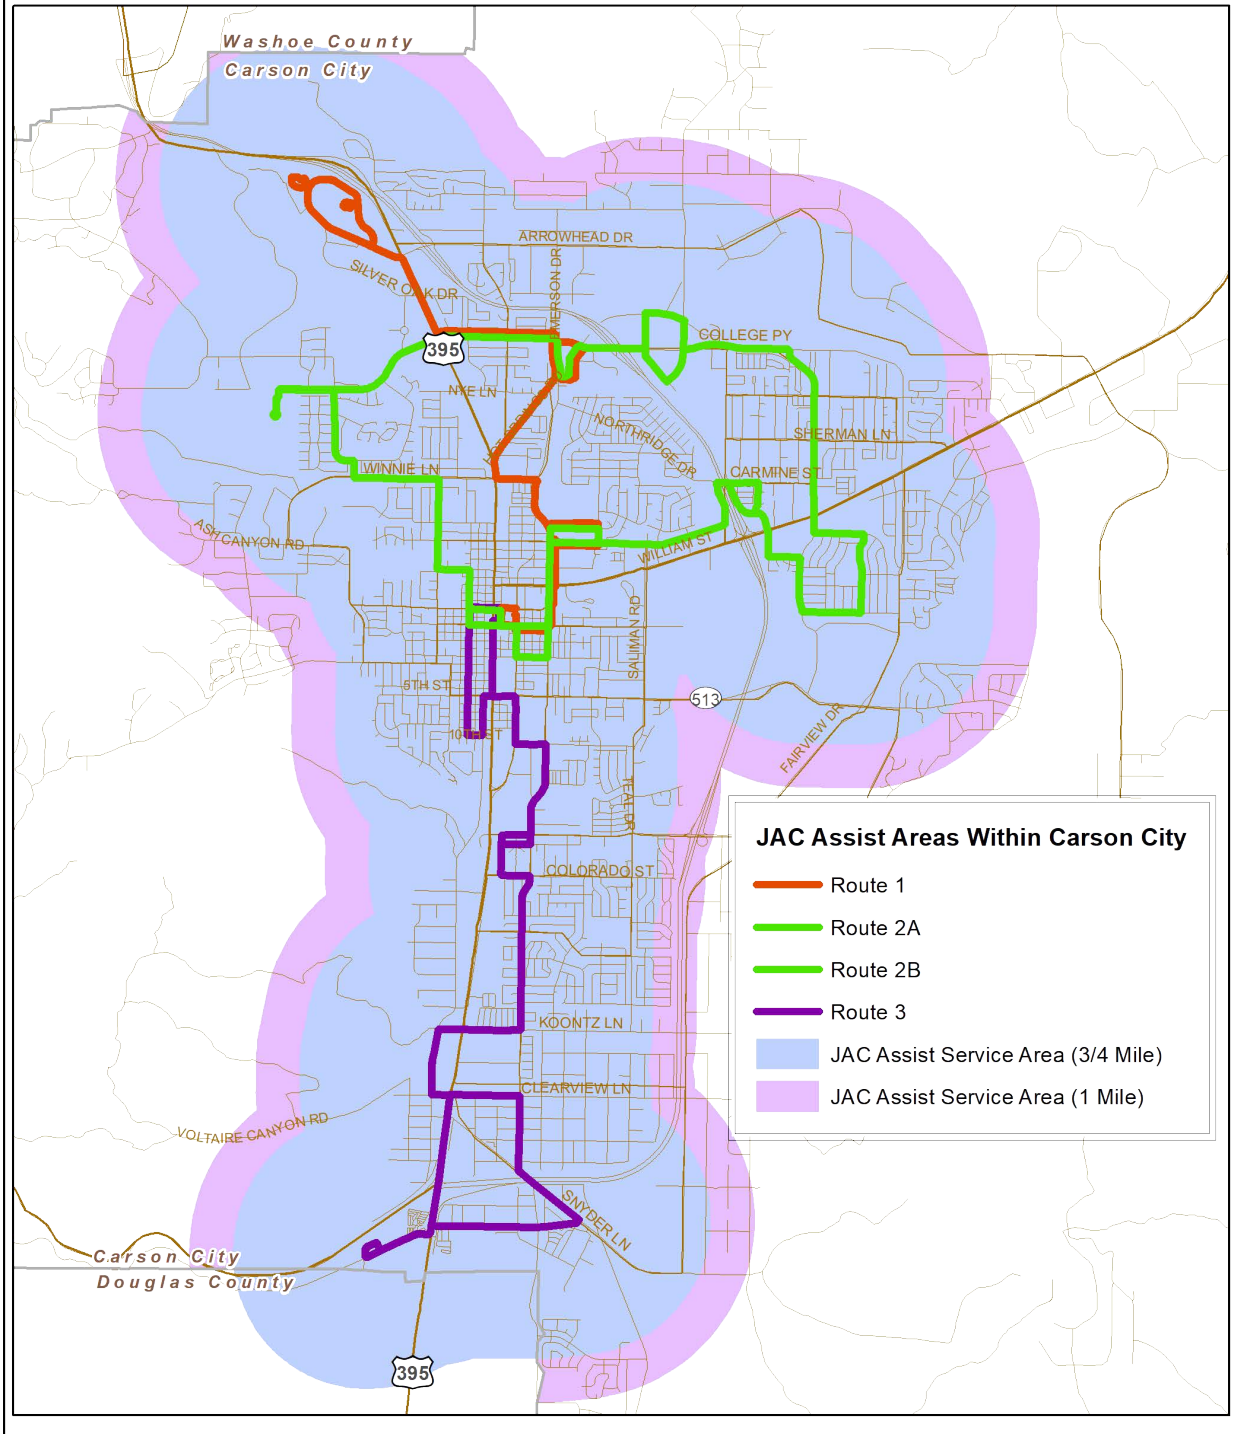 Washoe County
Carson City
ARROWHEAD DR
EMERSON DR
SILVER OAK DR
COLLEGE PY
395
NYE LN
NORTHRIDGE DR
SHERMAN LN
WINNIE LN
CARMINE ST
ASH CANYON RD
WILLIAM ST
SALIMAN RD
5TH ST
513
10TH ST
FAIRVIEW DR
TEAL DR
COLORADO ST
KOONTZ LN
CLEARVIEW LN
VOLTAIRE CANYON RD
SNYDER LN
Carson City
Douglas County
395
JAC Assist Areas Within Carson City
Route 1
Route 2A
Route 2B
Route 3
JAC Assist Service Area (3/4 Mile)
JAC Assist Service Area (1 Mile)